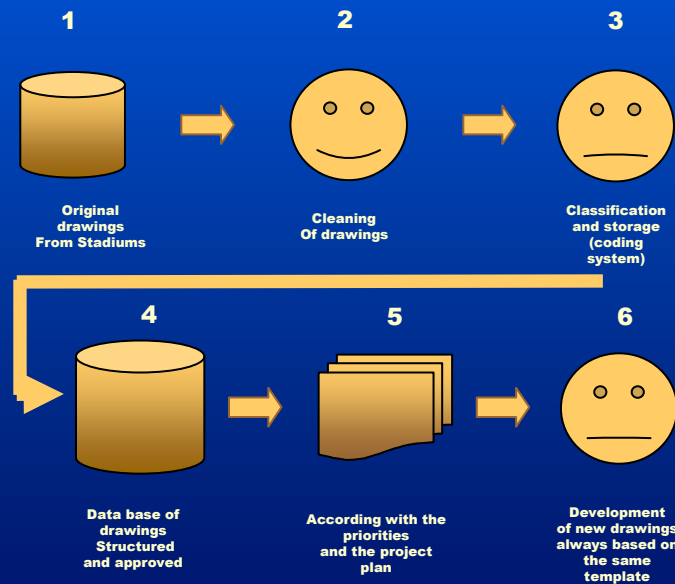 1
2
3
Original
drawings
From Stadiums
Cleaning
Of drawings
Classification
and storage
(coding
system)
4
5
6
Data base of
drawings
Structured
and approved
According with the
priorities
and the project
plan
Development
of new drawings
always based on
the same
template